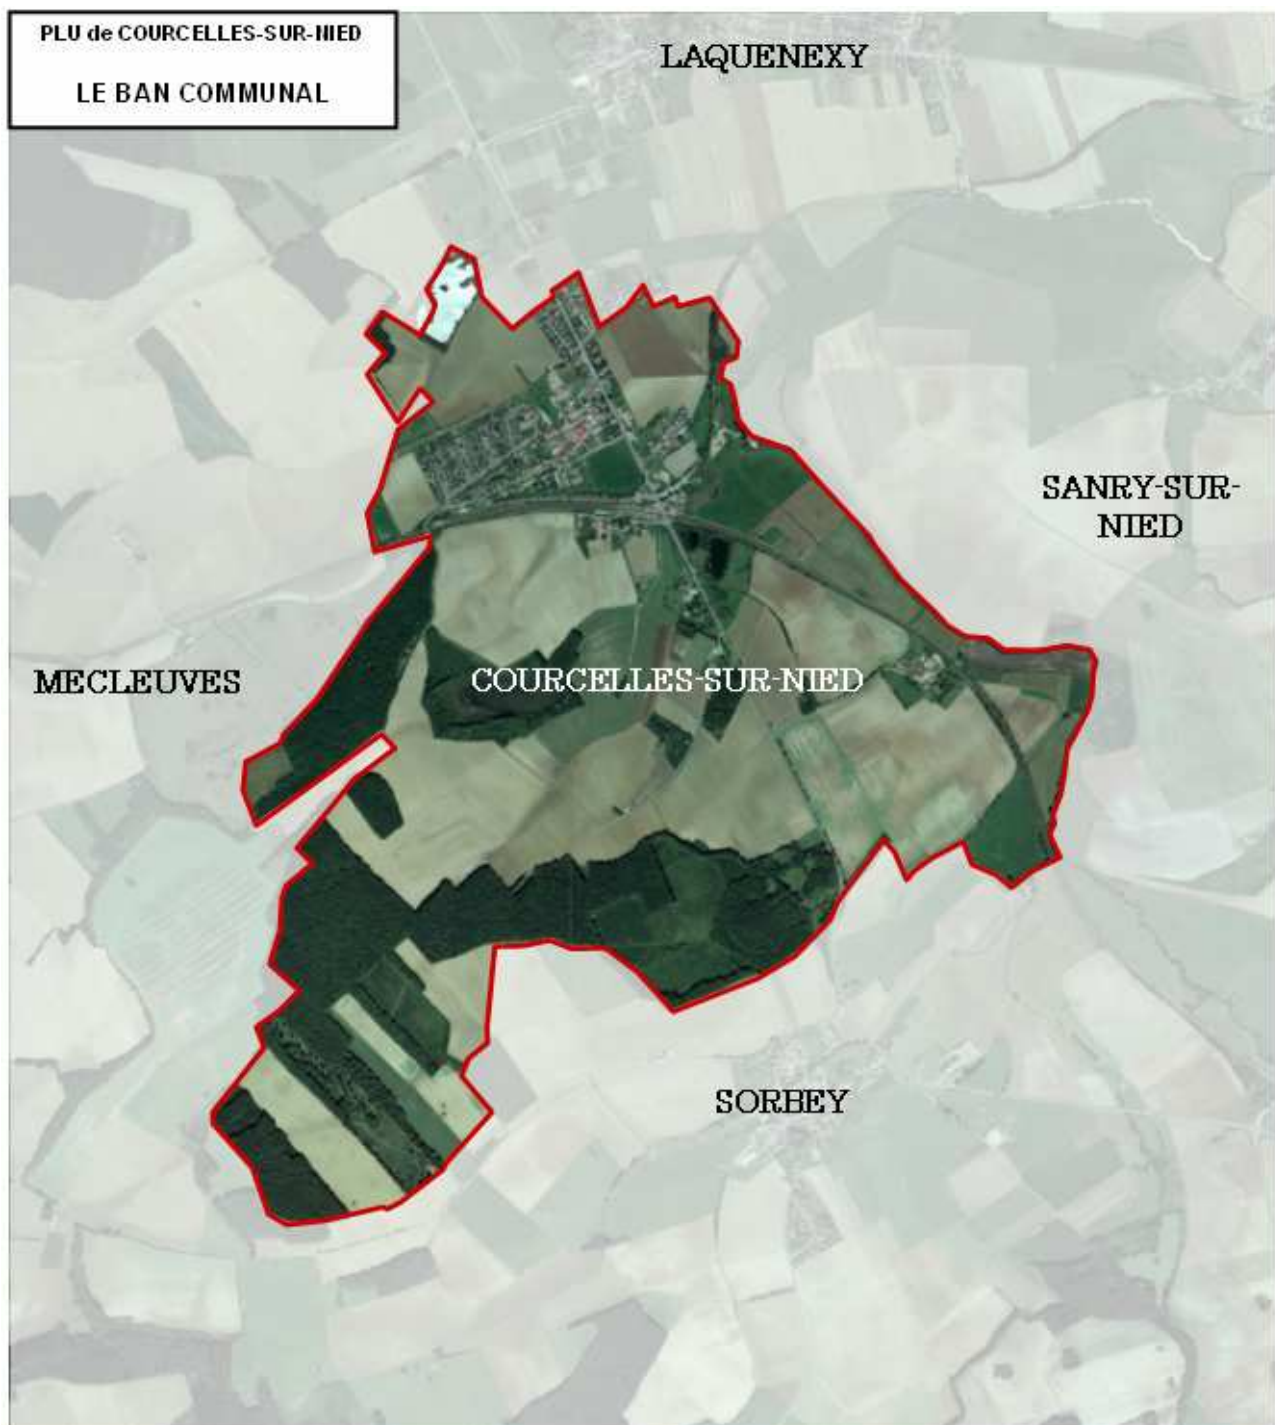 PLU de COURCELLES-SUR-NIED
LE BAN COMMUNAL
LAQUENEXY
SANRY-SUR-
NIED
MECLEUVES
COURCELLES-SUR-NIED
SORBEY